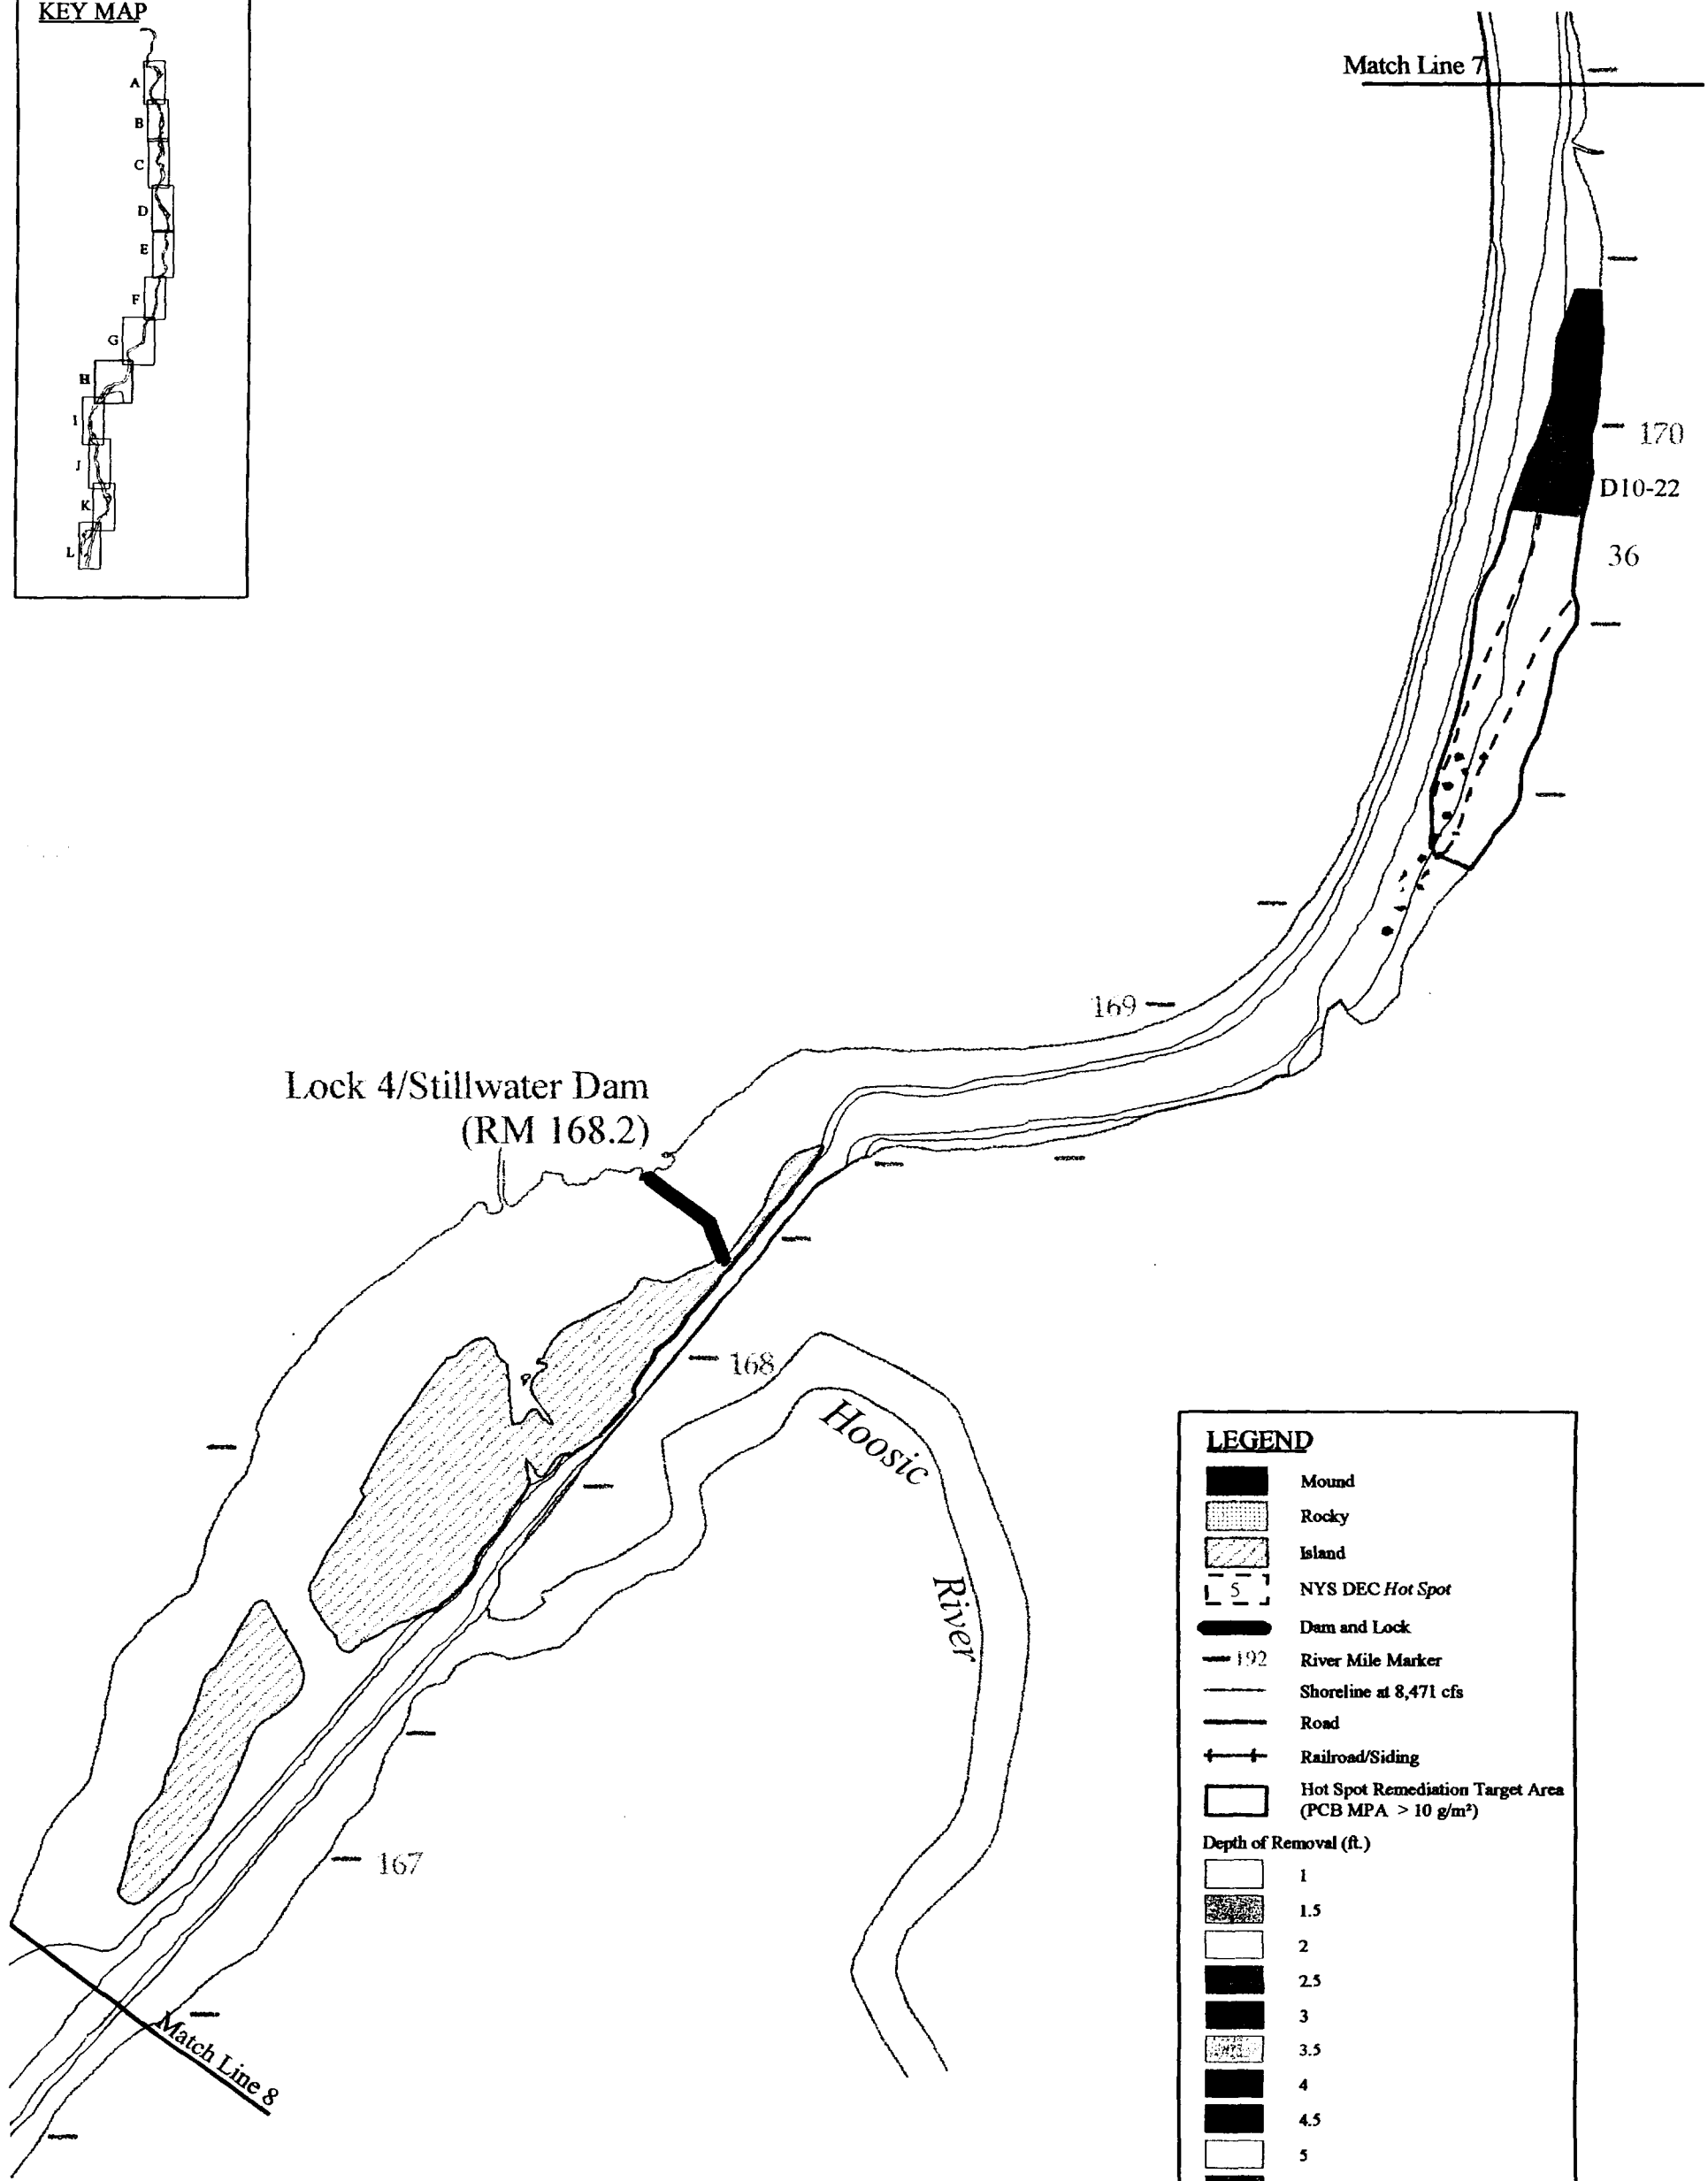 KEY MAP
A
B
C
D
E
F
G
H
I
J
K
L
Match Line 7
170
D10-22
36
169
Lock 4/Stillwater Dam
(RM 168.2)
168
Hoosic
River
167
Match Line 8
LEGEND
Mound
Rocky
Island
5 NYS DEC Hot Spot
Dam and Lock
192 River Mile Marker
Shoreline at 8,471 cfs
Road
Railroad/Siding
Hot Spot Remediation Target Area
(PCB MPA > 10 g/m²)
Depth of Removal (ft.)
1
1.5
2
2.5
3
3.5
4
4.5
5